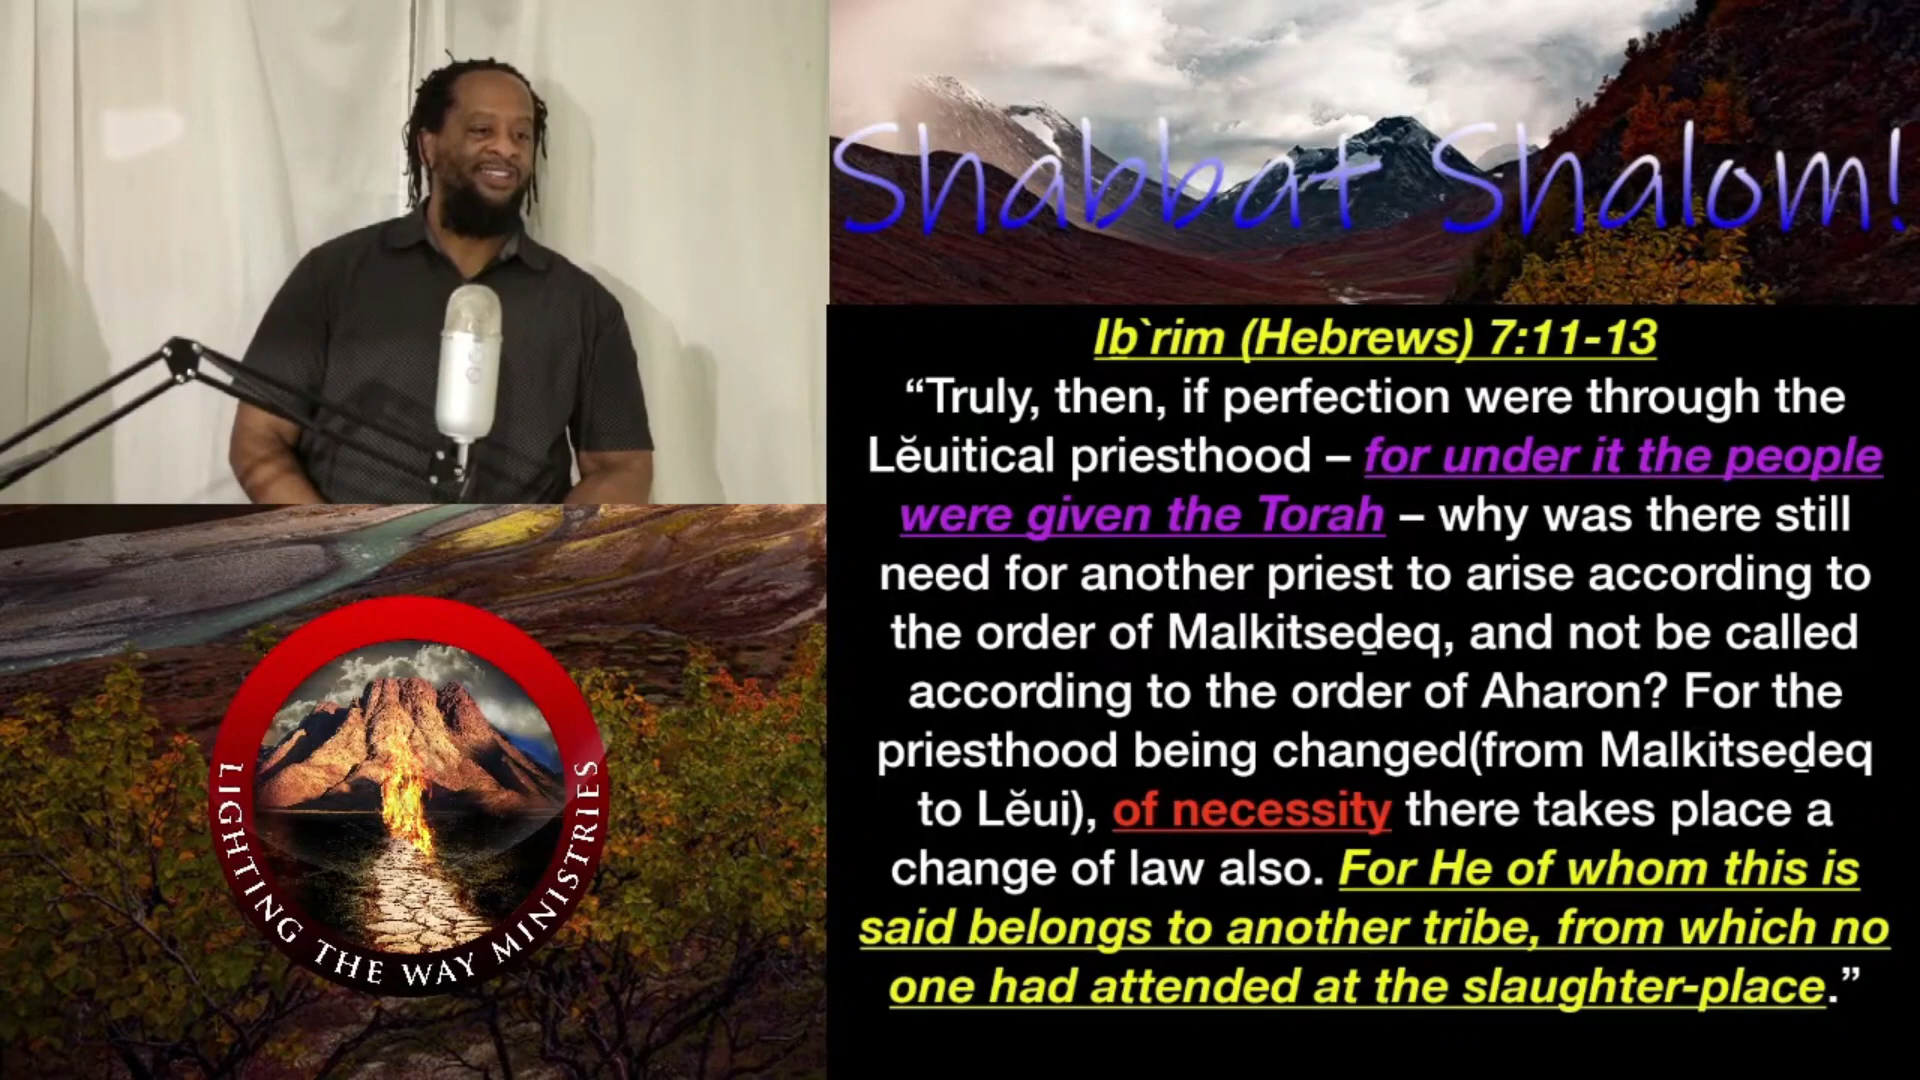 Shabbat Shalom!
Iḇ`rim (Hebrews) 7:11-13
“Truly, then, if perfection were through the
Lĕuitical priesthood – for under it the people
were given the Torah – why was there still
need for another priest to arise according to
the order of Malkitseḏeq, and not be called
according to the order of Aharon? For the
priesthood being changed(from Malkitseḏeq
to Lĕui), of necessity there takes place a
change of law also. For He of whom this is
said belongs to another tribe, from which no
one had attended at the slaughter-place.”
LIGHTING THE WAY MINISTRIES